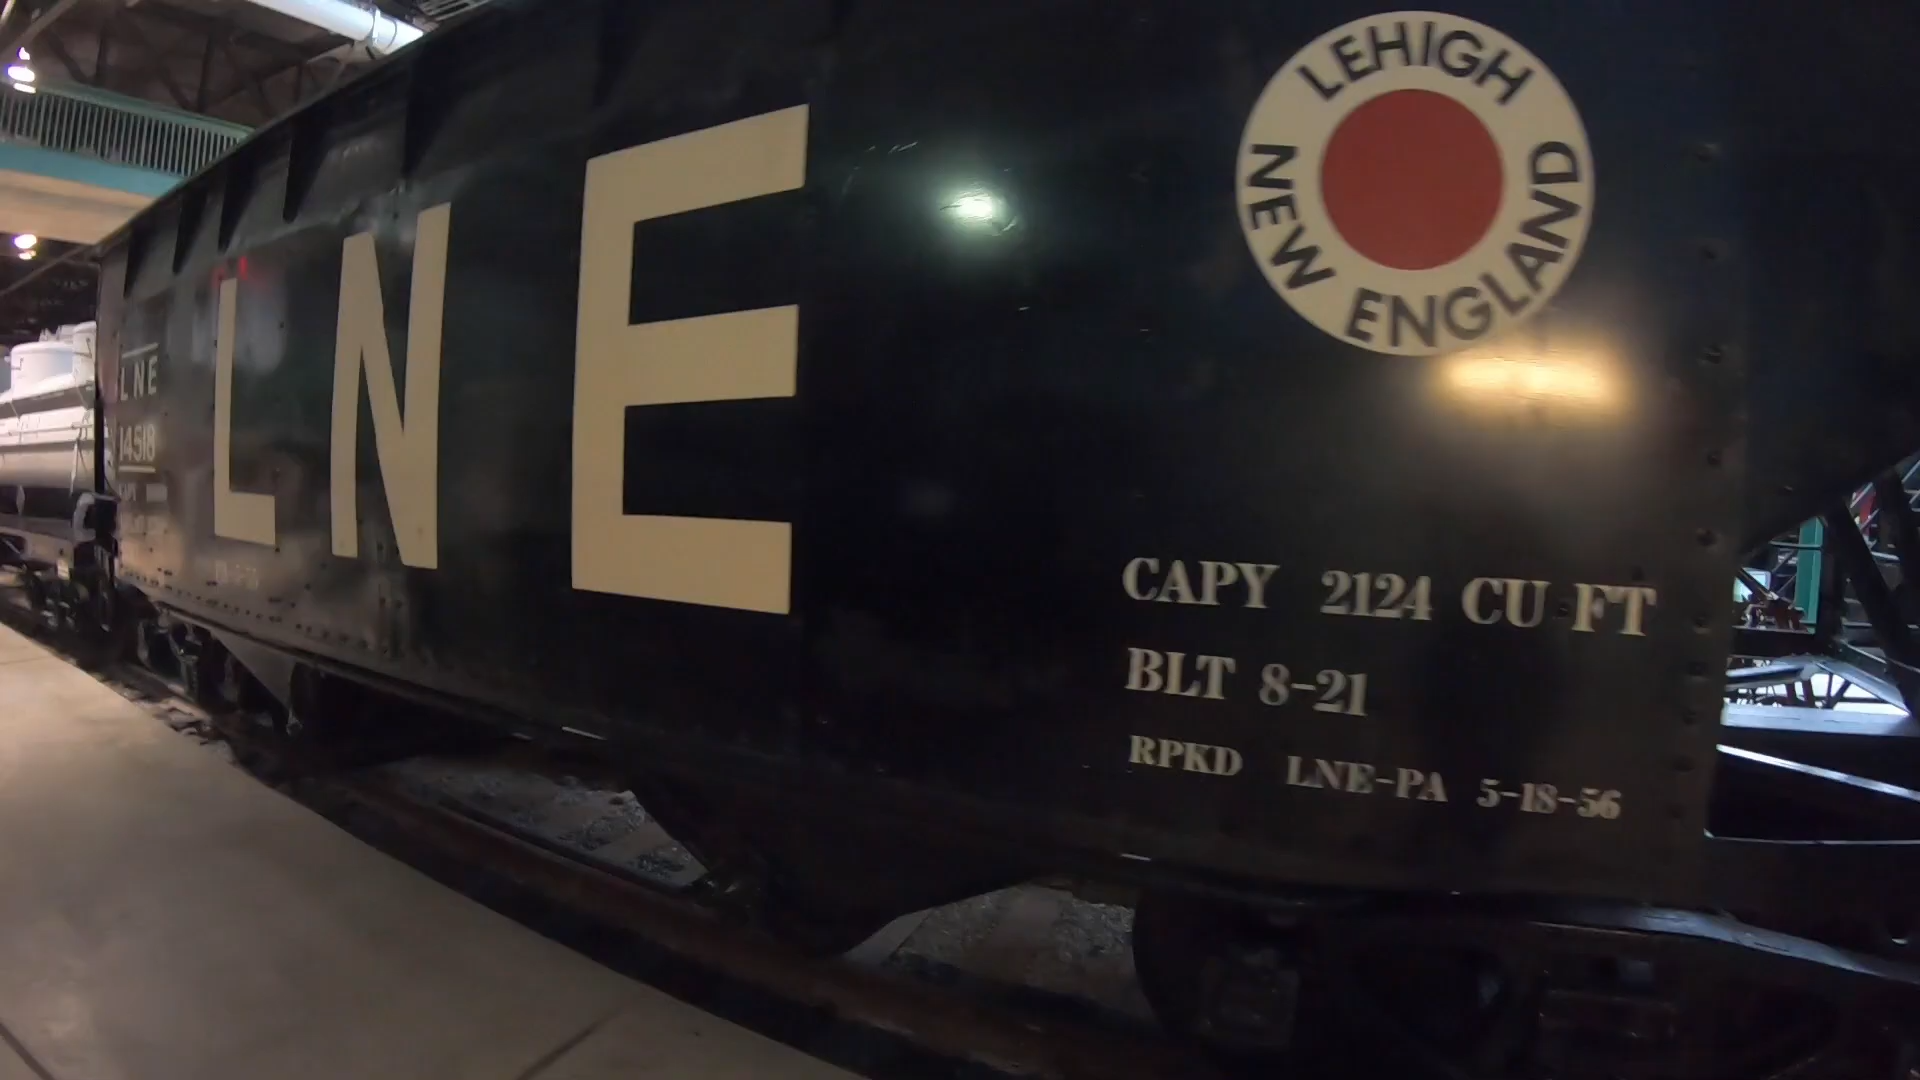 LNE
14518
LNE
LEHIGH
NEW ENGLAND
CAPY 2124 CU FT
BLT 8-21
RPKD LNE-PA 5-18-56